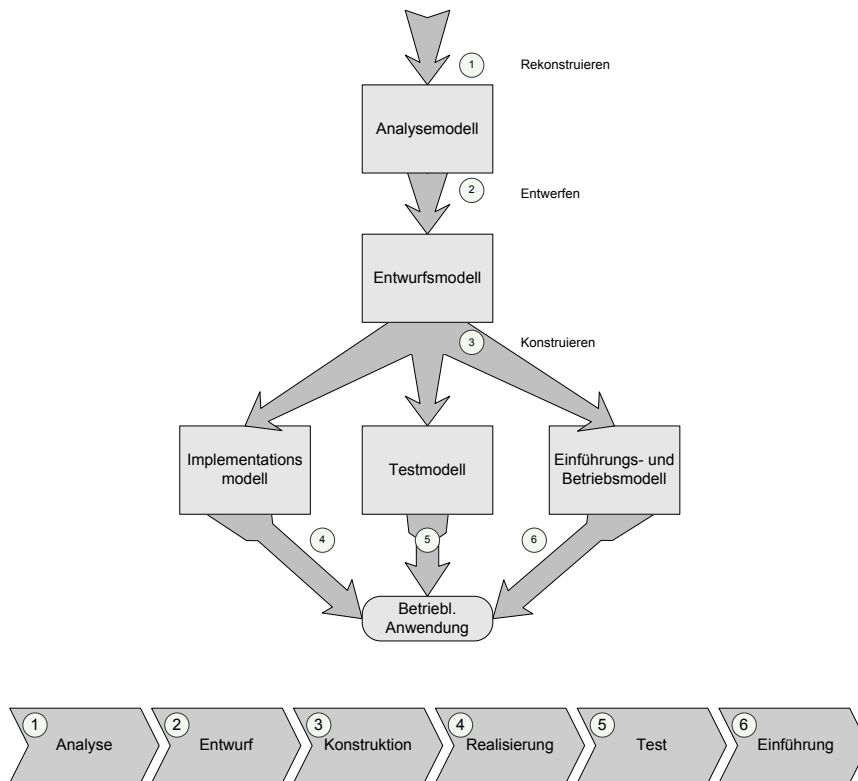 1 Rekonstruieren
Analysemodell
2 Entwerfen
Entwurfsmodell
3 Konstruieren
Implementations
modell
Testmodell
Einführungs- und
Betriebsmodell
4
5
6
Betriebl.
Anwendung
1 Analyse
2 Entwurf
3 Konstruktion
4 Realisierung
5 Test
6 Einführung